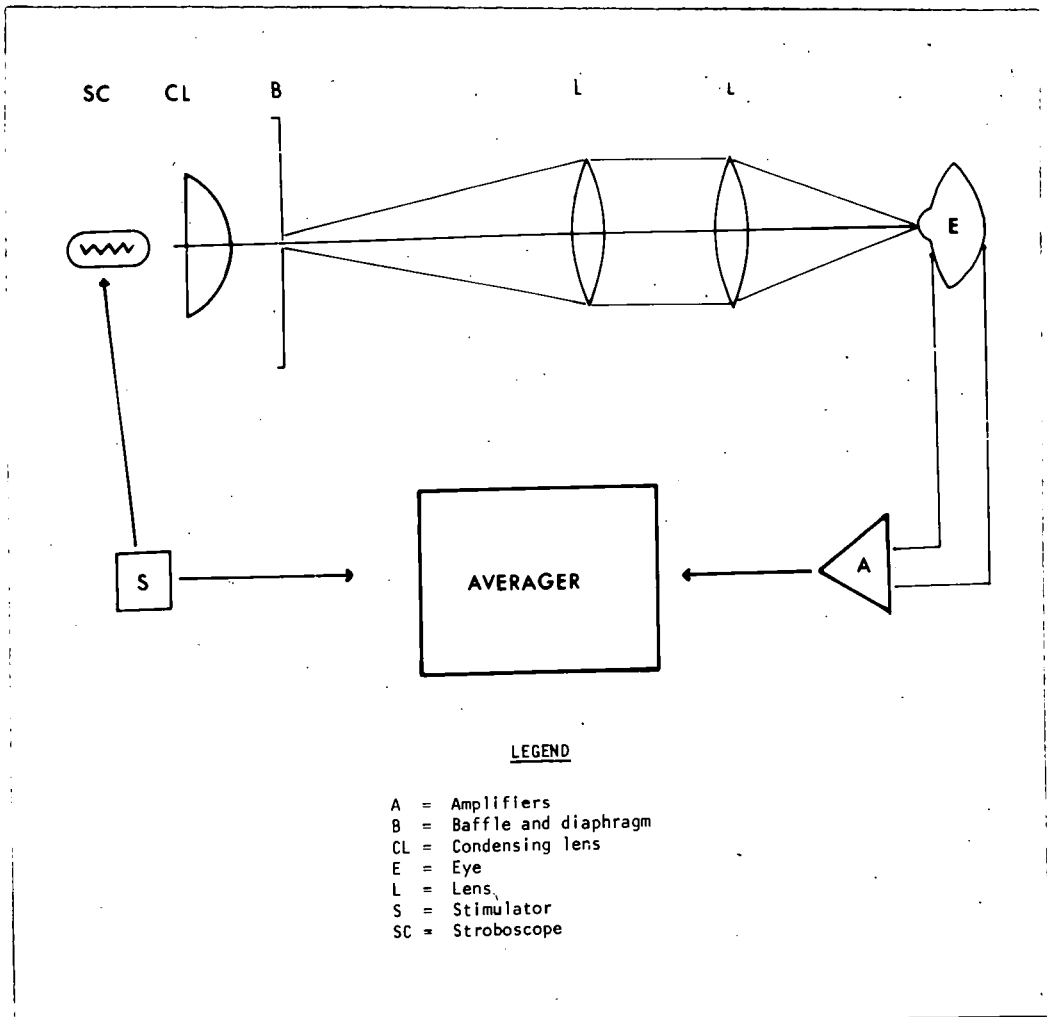 SC CL B L L
E
S AVERAGER A
LEGEND
A = Amplifiers
B = Baffle and diaphragm
CL = Condensing lens
E = Eye
L = Lens
S = Stimulator
SC = Stroboscope